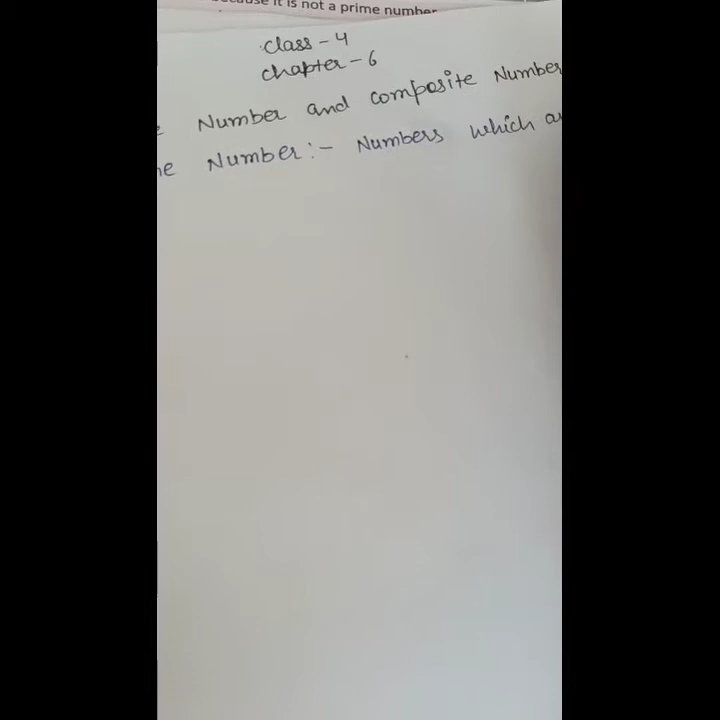 it is not a prime number
class - 4
chapter - 6
Number and composite Number
Number :- Numbers which